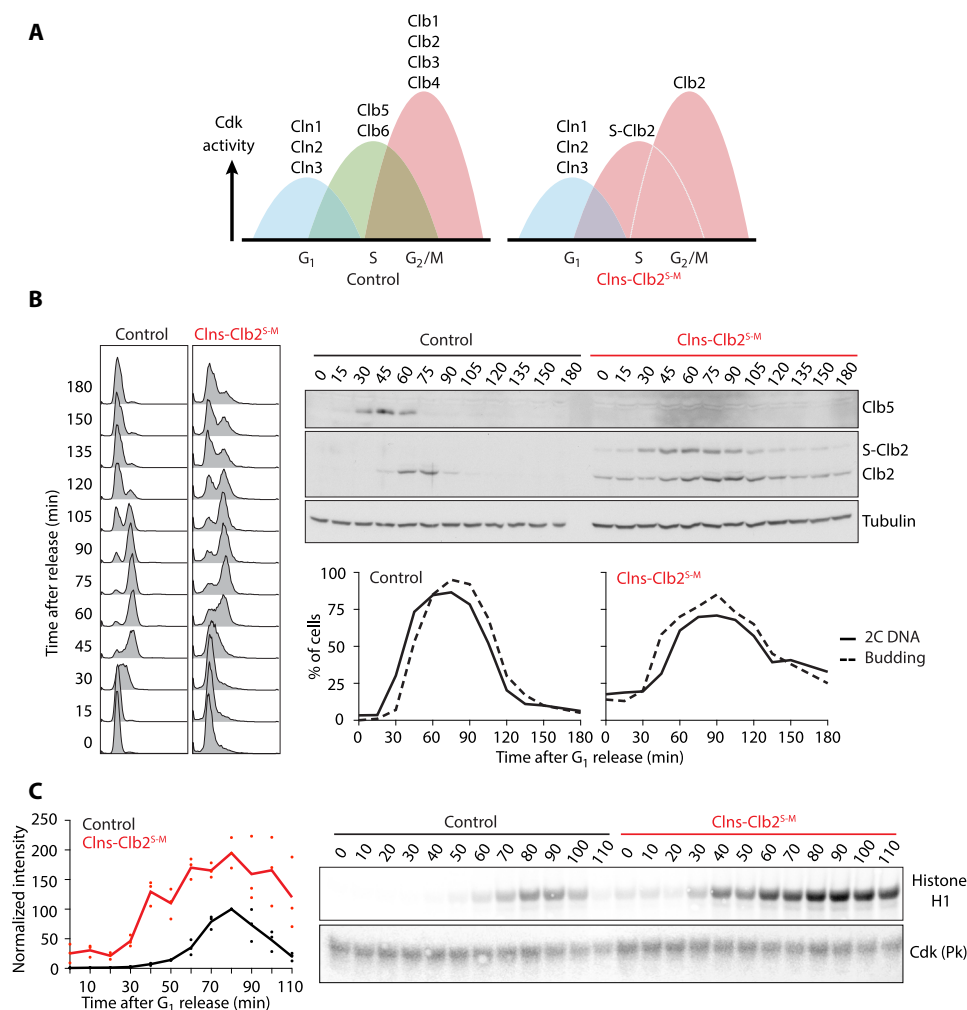 A
Cdk
activity
Cln1
Cln2
Cln3
Clb5
Clb6
Clb1
Clb2
Clb3
Clb4
G1 S G2/M
Control
Cln1
Cln2
Cln3
S-Clb2
Clb2
G1 S G2/M
Clns-Clb2S-M
B
Control Clns-Clb2S-M
Time after release (min)
180
150
135
120
105
90
75
60
45
30
15
0
Control Clns-Clb2S-M
0 15 30 45 60 75 90 105 120 135 150 180 0 15 30 45 60 75 90 105 120 135 150 180
Clb5
S-Clb2
Clb2
Tubulin
% of cells
100
75
50
25
0
Control
0 30 60 90 120 150 180
Clns-Clb2S-M
0 30 60 90 120 150 180
Time after G1 release (min)
2C DNA
Budding
C
Normalized intensity
250
200
150
100
50
0
Control
Clns-Clb2S-M
10 30 50 70 90 110
Time after G1 release (min)
Control Clns-Clb2S-M
0 10 20 30 40 50 60 70 80 90 100 110 0 10 20 30 40 50 60 70 80 90 100 110
Histone
H1
Cdk (Pk)